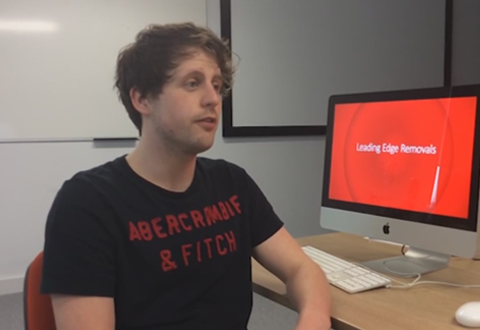 ABERCROMBIE
& FITCH
Leading Edge Removals